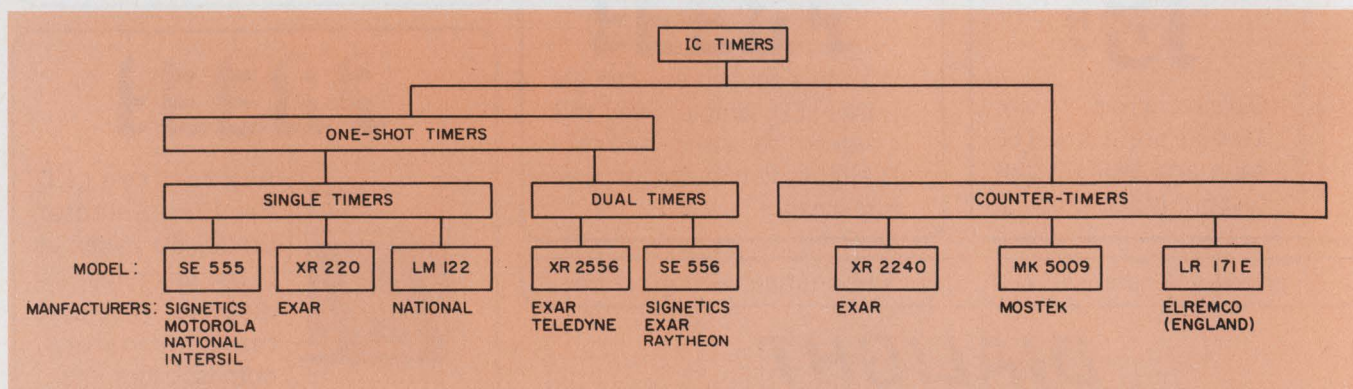 IC TIMERS
ONE-SHOT TIMERS
SINGLE TIMERS DUAL TIMERS COUNTER-TIMERS
MODEL: SE 555 XR 220 LM 122 XR 2556 SE 556 XR 2240 MK 5009 LR 171E
MANFACTURERS: SIGNETICS EXAR NATIONAL EXAR SIGNETICS EXAR MOSTEK ELREMCO
MOTOROLA TELEDYNE EXAR (ENGLAND)
NATIONAL RAYTHEON
INTERSIL